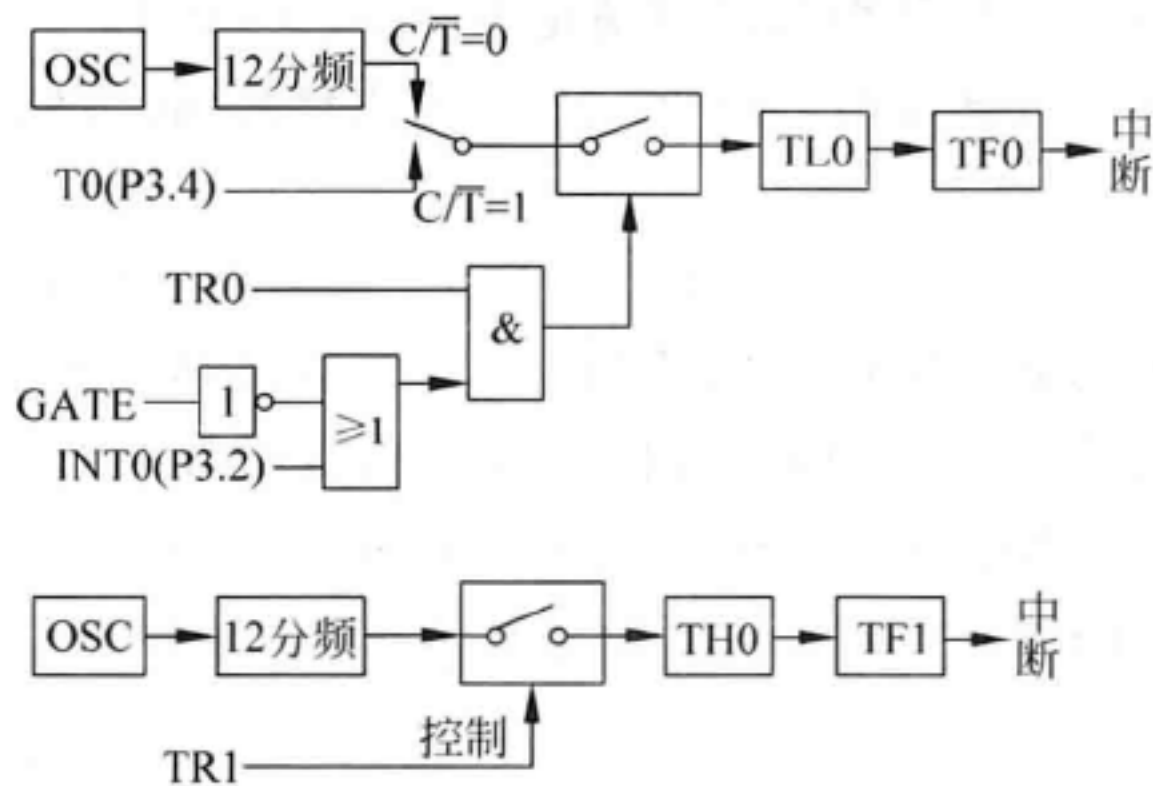 C/T̅=0
OSC
12分频
T0(P3.4)
C/T̅=1
TL0
TF0
中断
TR0
&
GATE
1
≥1
INT0(P3.2)
OSC
12分频
TH0
TF1
中断
控制
TR1